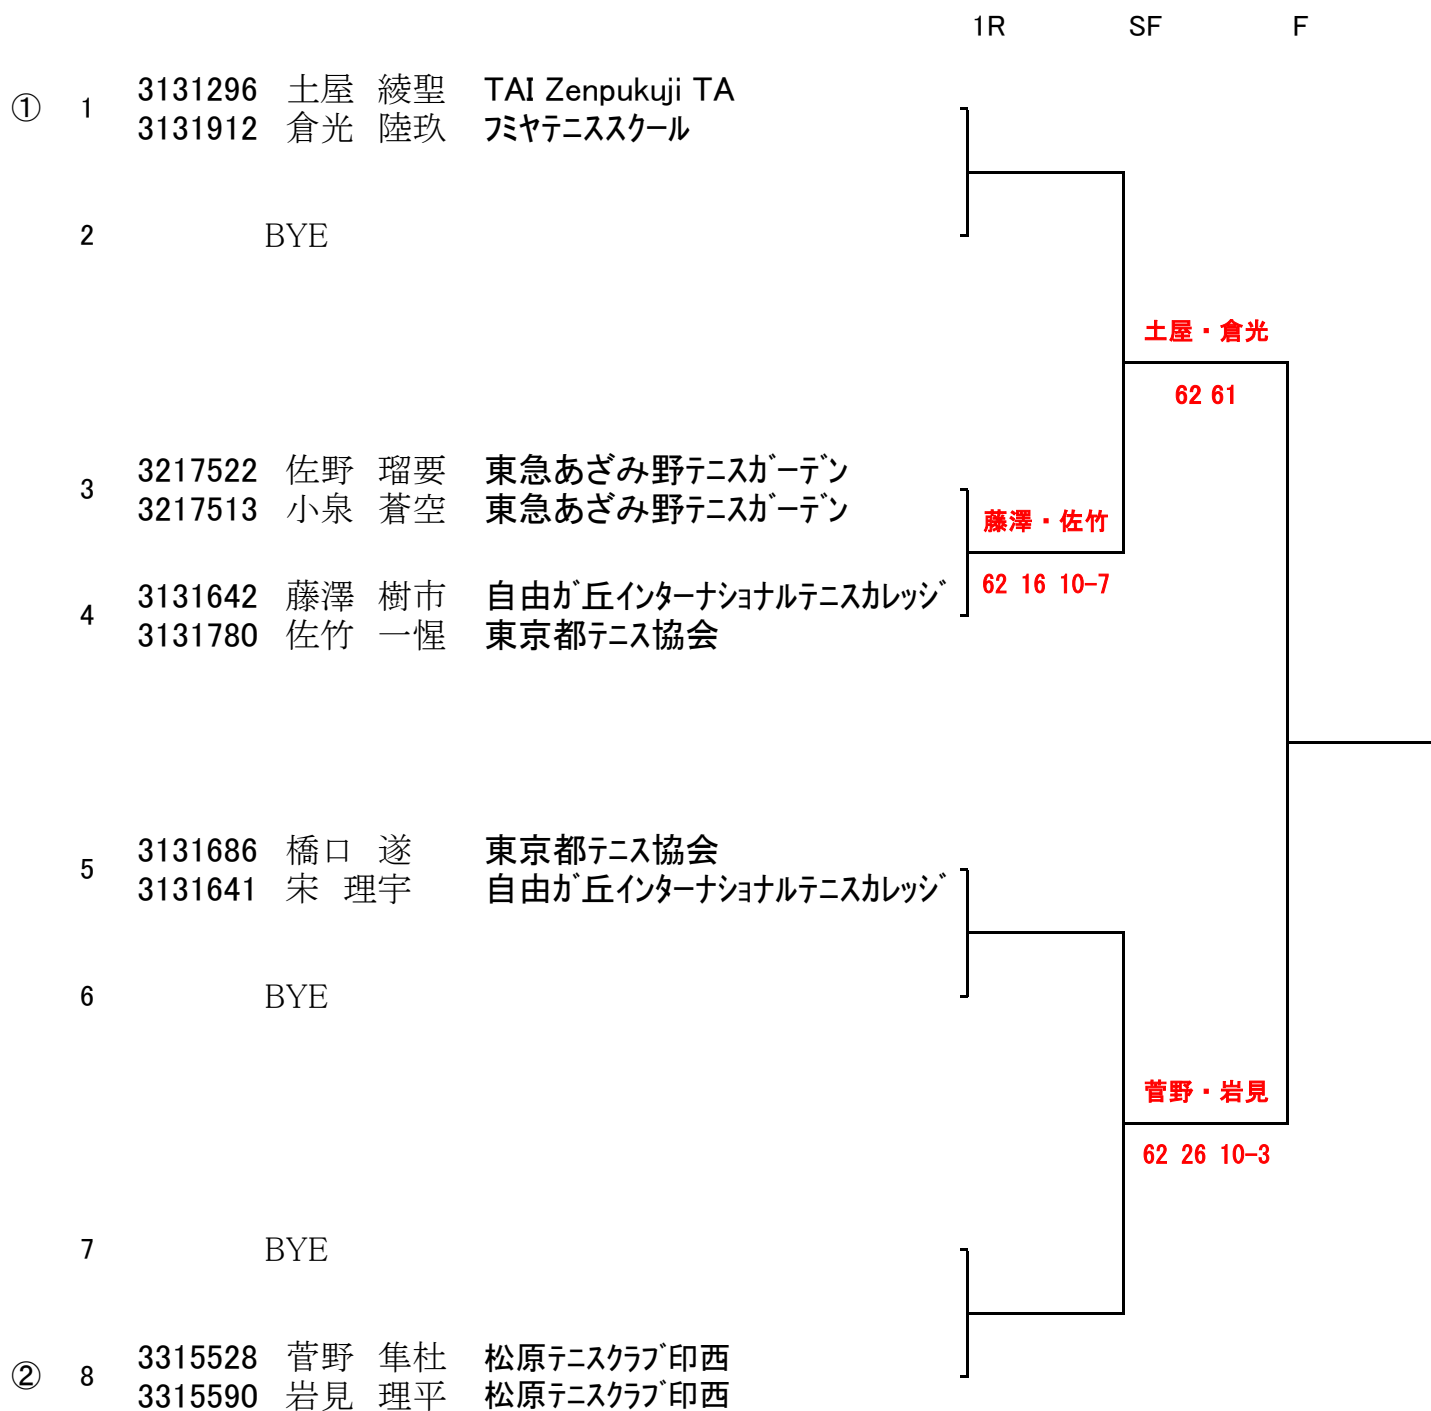 1R SF F
① 1 3131296 土屋 綾聖 TAI Zenpukuji TA
3131912 倉光 陸玖 ﾌﾐﾔﾃﾆｽｽｸｰﾙ
2 BYE
土屋・倉光
62 61
3 3217522 佐野 瑠要 東急あざみ野ﾃﾆｽｶﾞｰﾃﾞﾝ
3217513 小泉 蒼空 東急あざみ野ﾃﾆｽｶﾞｰﾃﾞﾝ
藤澤・佐竹
62 16 10-7
4 3131642 藤澤 樹市 自由が丘ｲﾝﾀｰﾅｼｮﾅﾙﾃﾆｽｶﾚｯｼﾞ
3131780 佐竹 一惺 東京都ﾃﾆｽ協会
5 3131686 橋口 遂 東京都ﾃﾆｽ協会
3131641 宋 理宇 自由が丘ｲﾝﾀｰﾅｼｮﾅﾙﾃﾆｽｶﾚｯｼﾞ
6 BYE
菅野・岩見
62 26 10-3
7 BYE
② 8 3315528 菅野 隼杜 松原ﾃﾆｽｸﾗﾌﾞ印西
3315590 岩見 理平 松原ﾃﾆｽｸﾗﾌﾞ印西